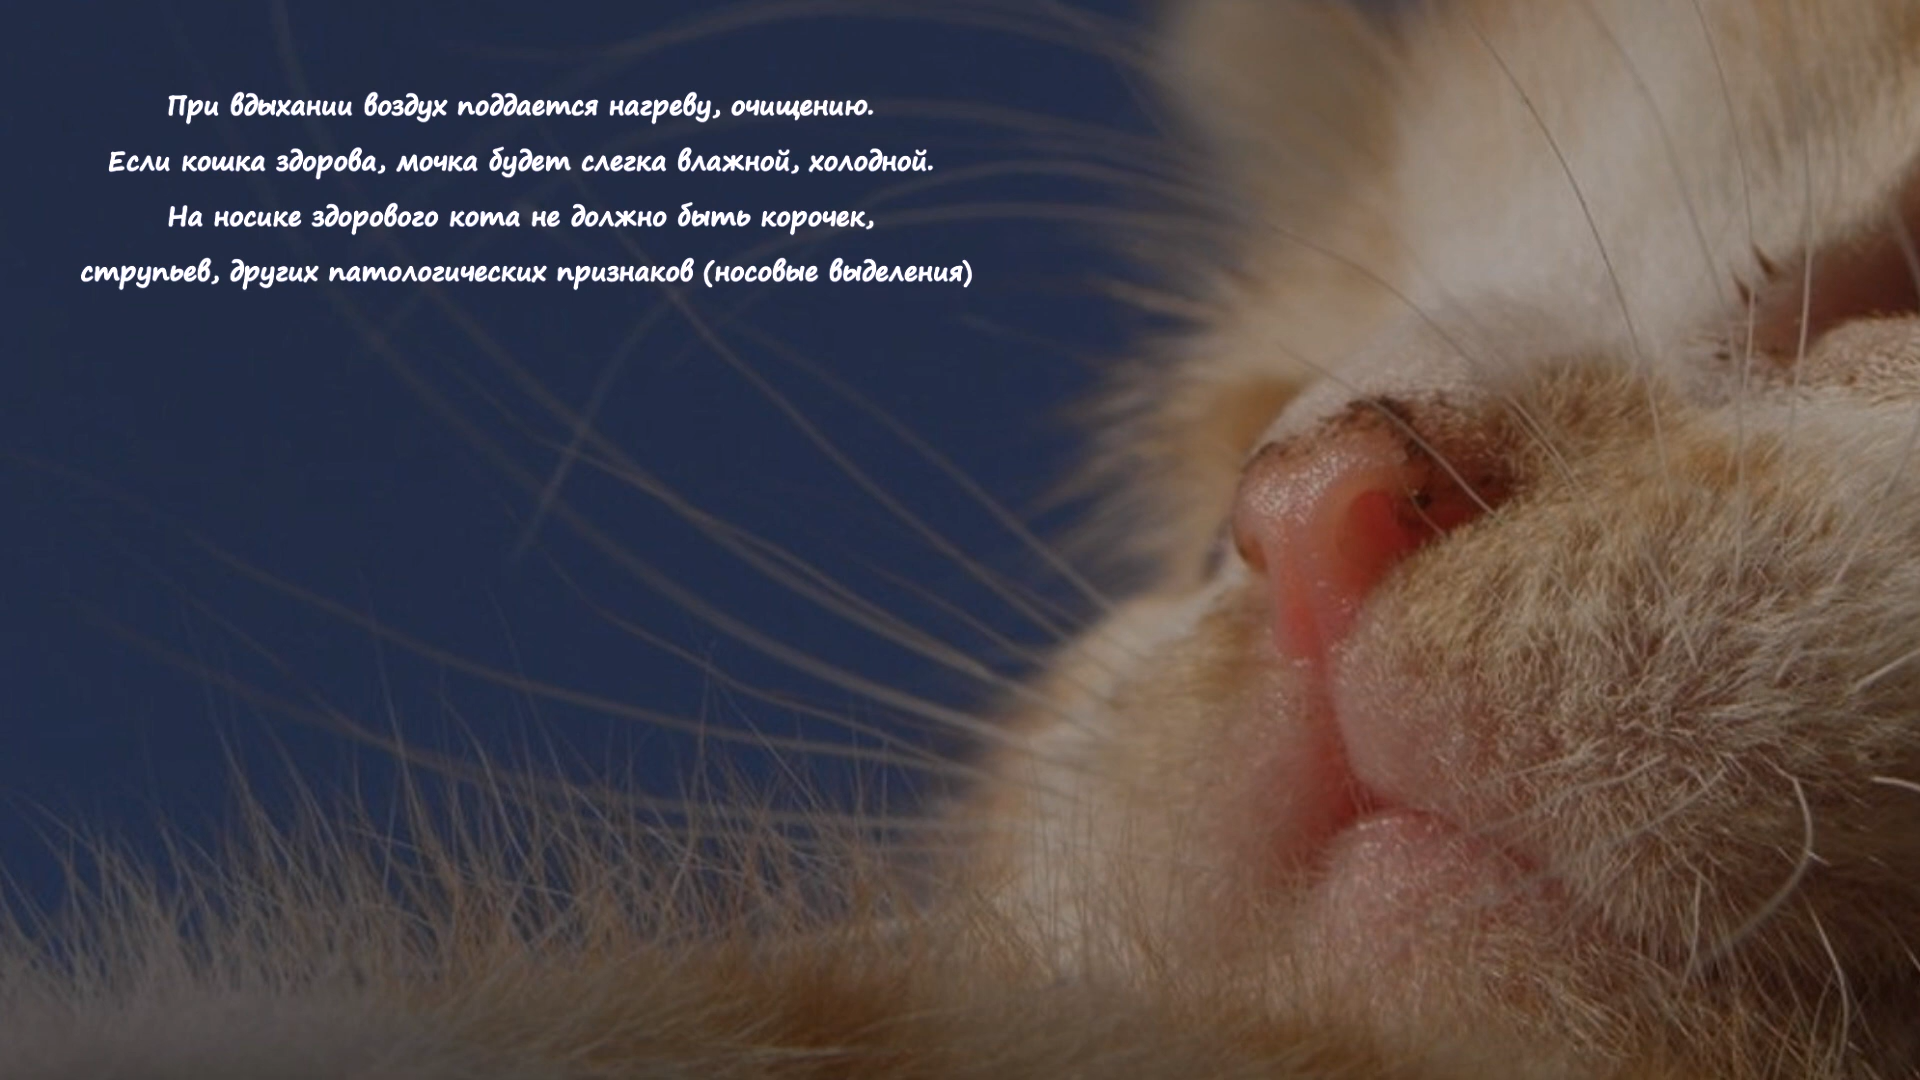 При вдыхании воздух поддается нагреву, очищению.
Если кошка здорова, мочка будет слегка влажной, холодной.
На носике здорового кота не должно быть корочек,
струпьев, других патологических признаков (носовые выделения)